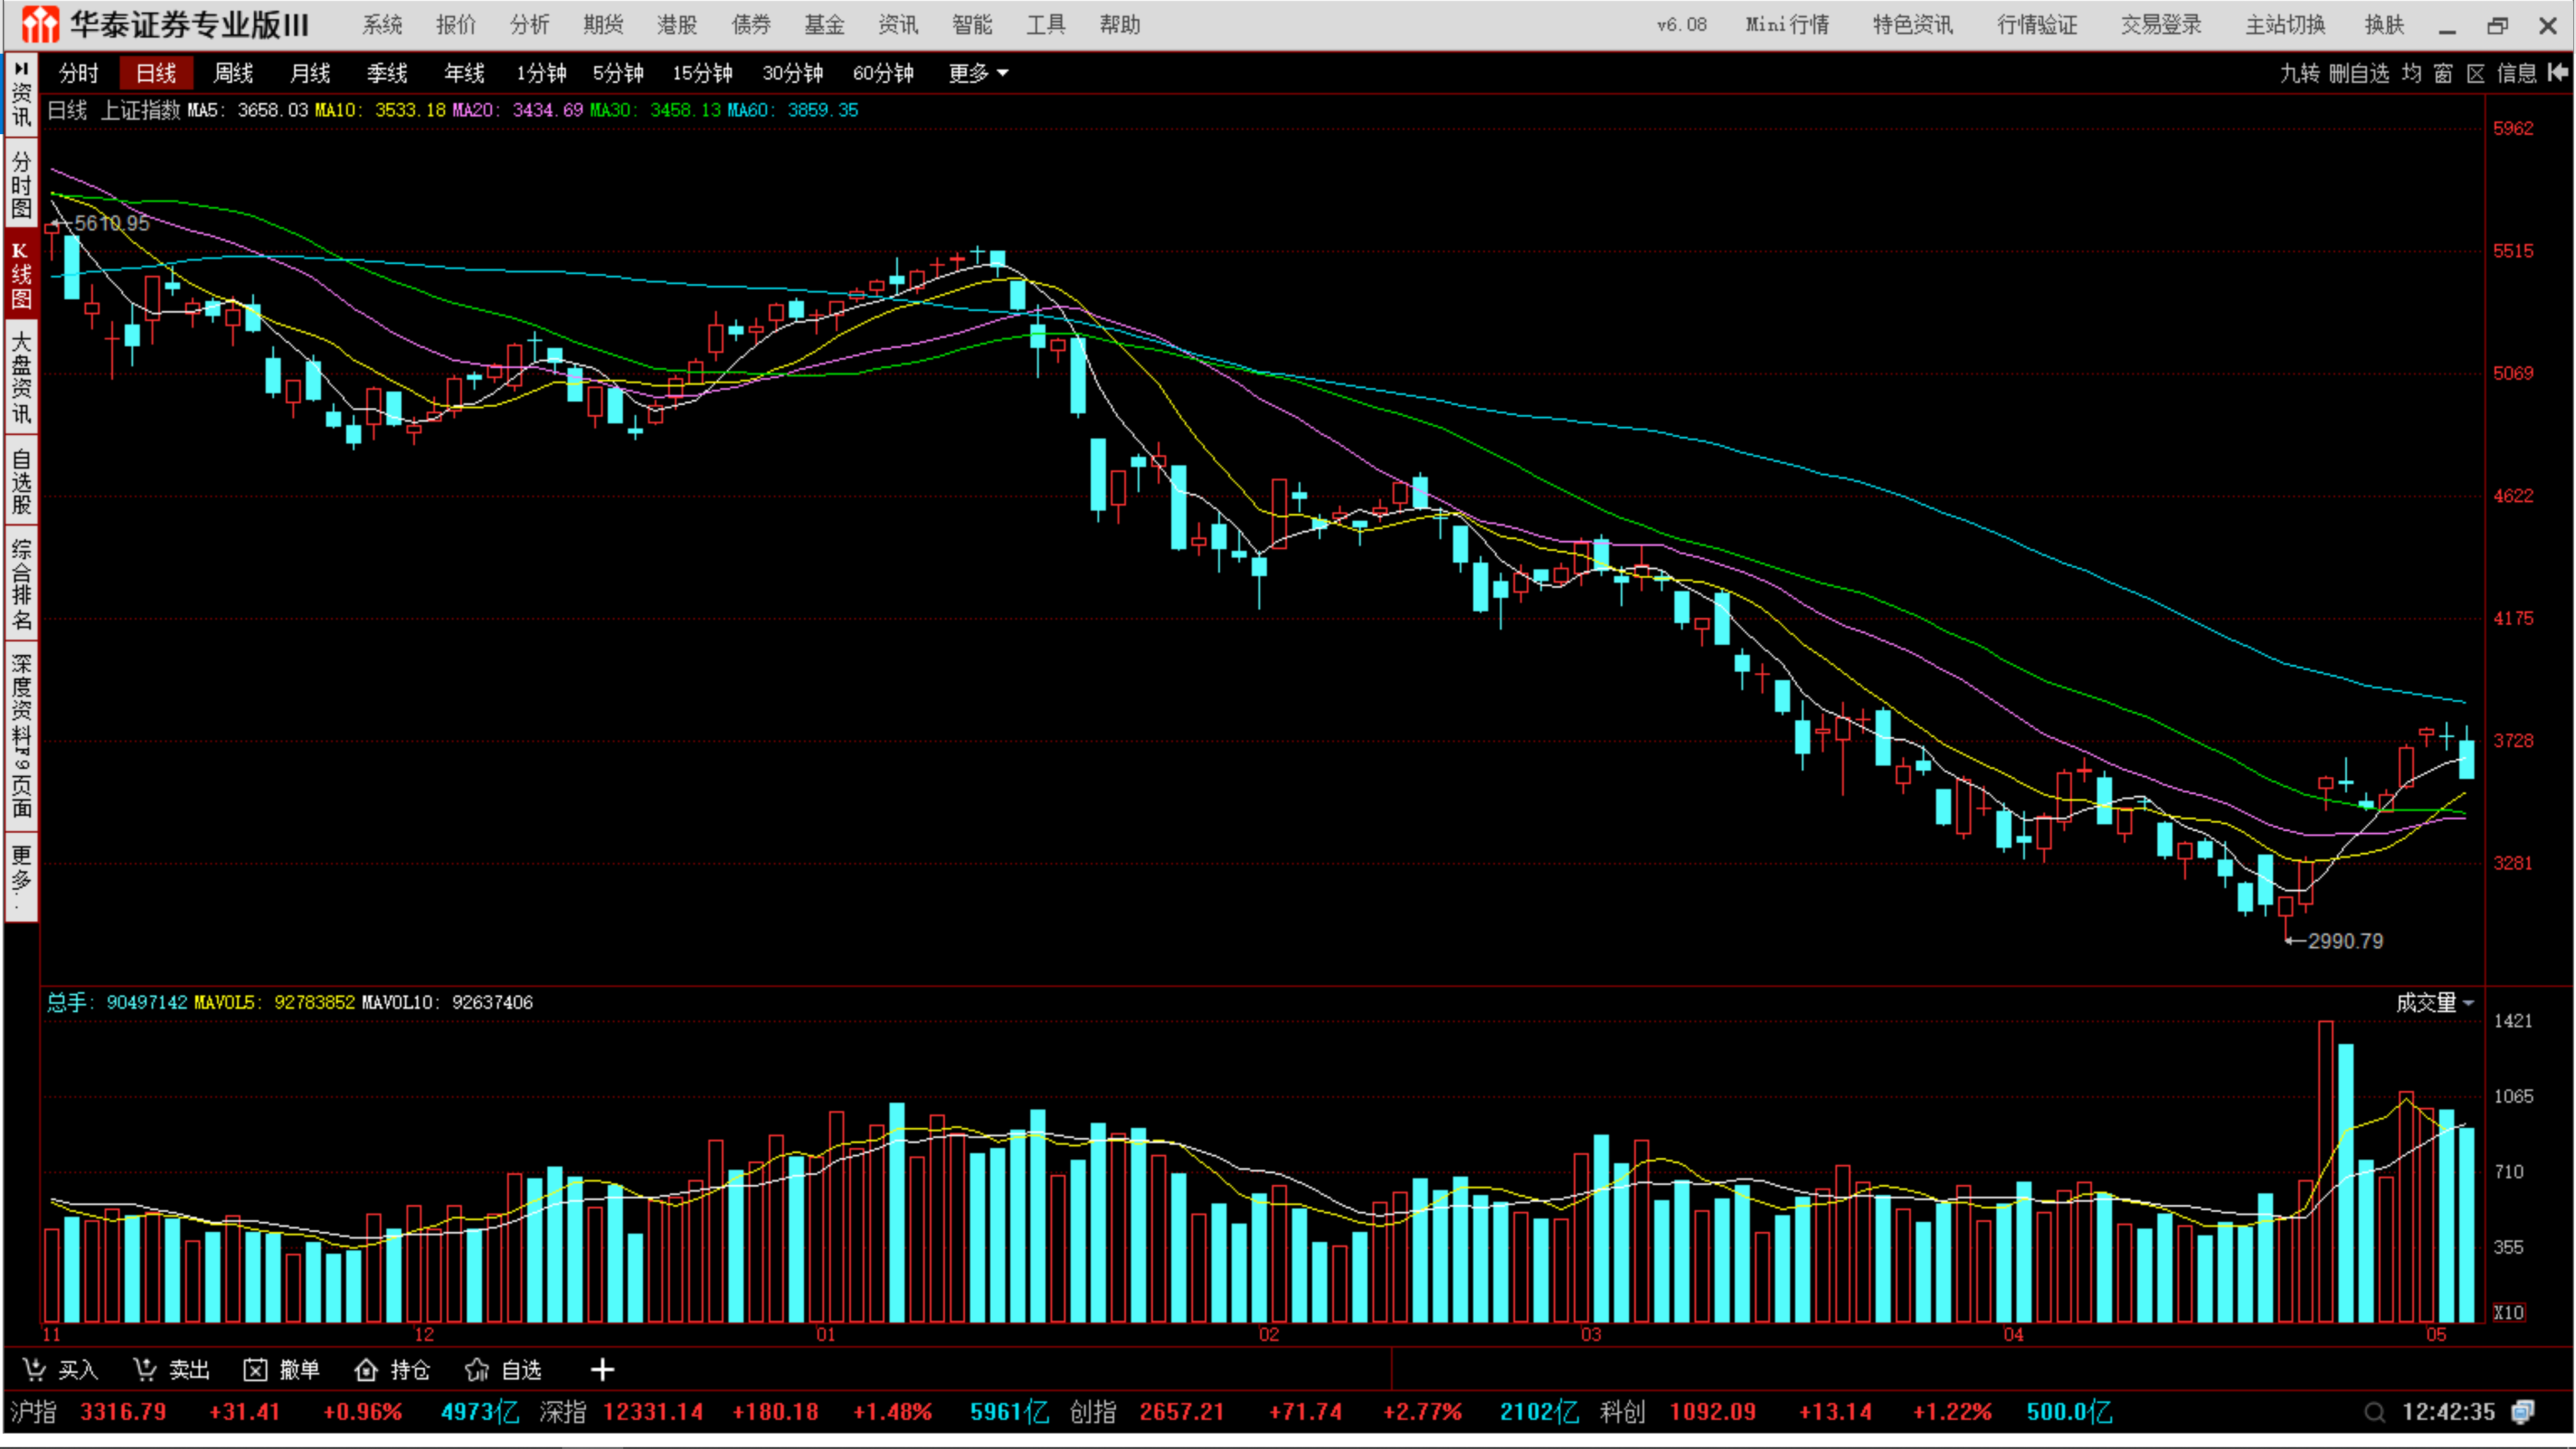 华泰证券专业版III 系统 报价 分析 期货 港股 债券 基金 资讯 智能 工具 帮助 v6.08 Mini行情 特色资讯 行情验证 交易登录 主站切换 换肤
分时 日线 周线 月线 季线 年线 1分钟 5分钟 15分钟 30分钟 60分钟 更多 九转 删自选 均 窗 区 信息
资讯
分时图
K线图
大盘资讯
自选股
综合排名
深度资料F9页面
更多..
日线 上证指数 MA5: 3658.03 MA10: 3533.18 MA20: 3434.69 MA30: 3458.13 MA60: 3859.35
5962
5610.95
5515
5069
4622
4175
3728
3281
2990.79
总手: 90497142 MAVOL5: 92783852 MAVOL10: 92637406 成交量
1421
1065
710
355
X10
11 12 01 02 03 04 05
买入 卖出 撤单 持仓 自选 +
沪指 3316.79 +31.41 +0.96% 4973亿 深指 12331.14 +180.18 +1.48% 5961亿 创指 2657.21 +71.74 +2.77% 2102亿 科创 1092.09 +13.14 +1.22% 500.0亿 12:42:35